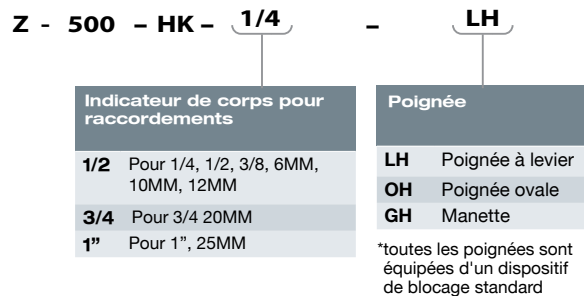 Z - 500 – HK – 1/4 – LH
Indicateur de corps pour
raccordements
1/2 Pour 1/4, 1/2, 3/8, 6MM,
10MM, 12MM
3/4 Pour 3/4 20MM
1” Pour 1”, 25MM
Poignée
LH Poignée à levier
OH Poignée ovale
GH Manette
*toutes les poignées sont
équipées d'un dispositif
de blocage standard